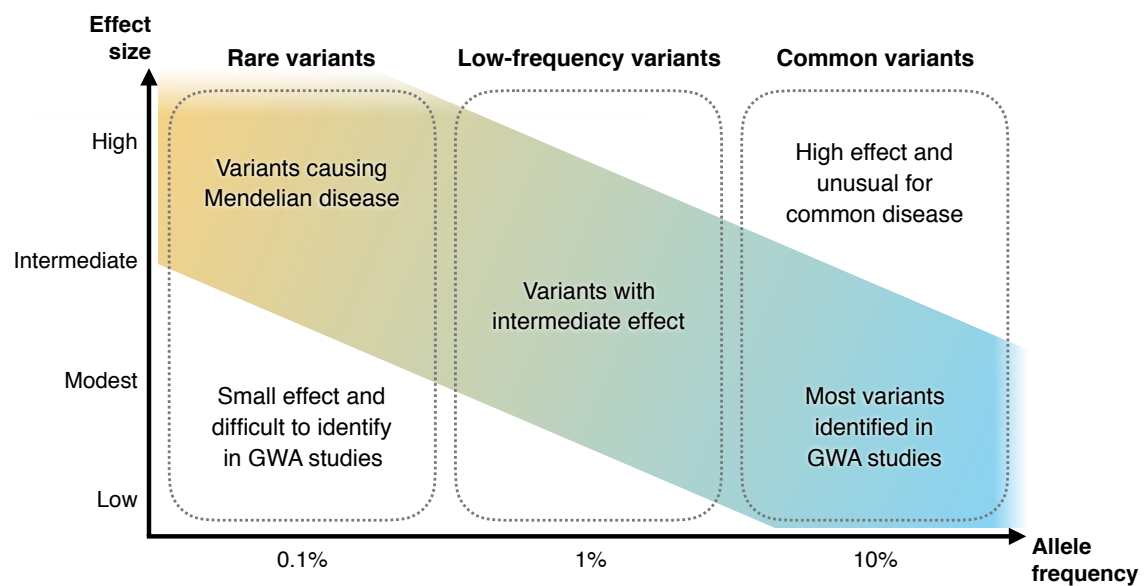 Effect
size
Rare variants
Low-frequency variants
Common variants
High
Variants causing
Mendelian disease
High effect and
unusual for
common disease
Intermediate
Variants with
intermediate effect
Modest
Small effect and
difficult to identify
in GWA studies
Most variants
identified in
GWA studies
Low
0.1%
1%
10%
Allele
frequency